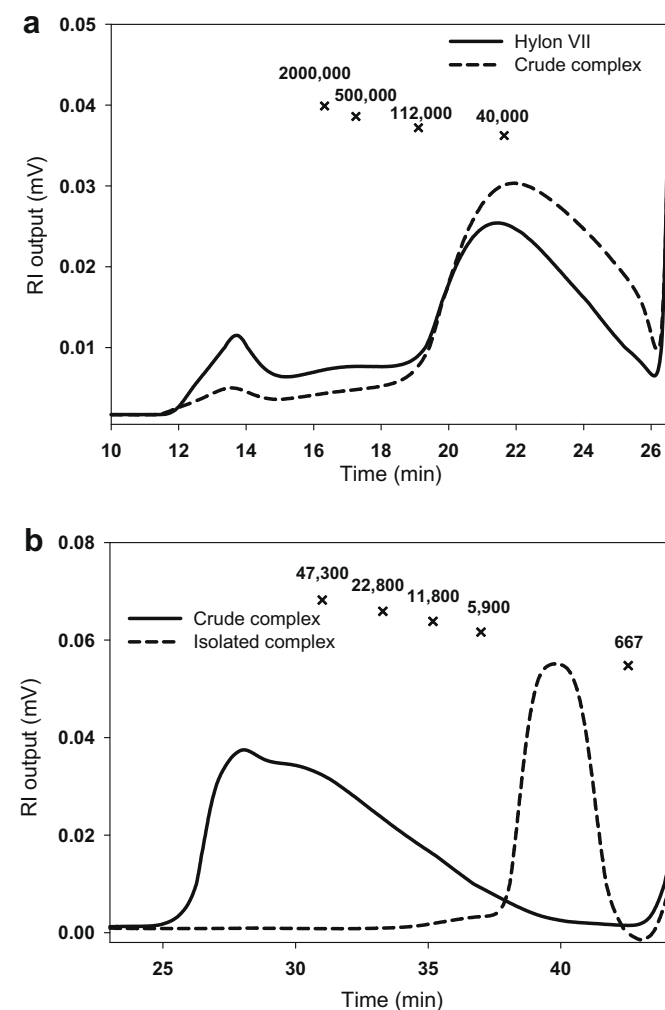 a
0.05
0.04
0.03
0.02
0.01
RI output (mV)
Hylon VII
Crude complex
2000,000
500,000
112,000
40,000
10 12 14 16 18 20 22 24 26
Time (min)
b
0.08
0.06
0.04
0.02
0.00
RI output (mV)
47,300
22,800
11,800
5,900
667
Crude complex
Isolated complex
25 30 35 40
Time (min)